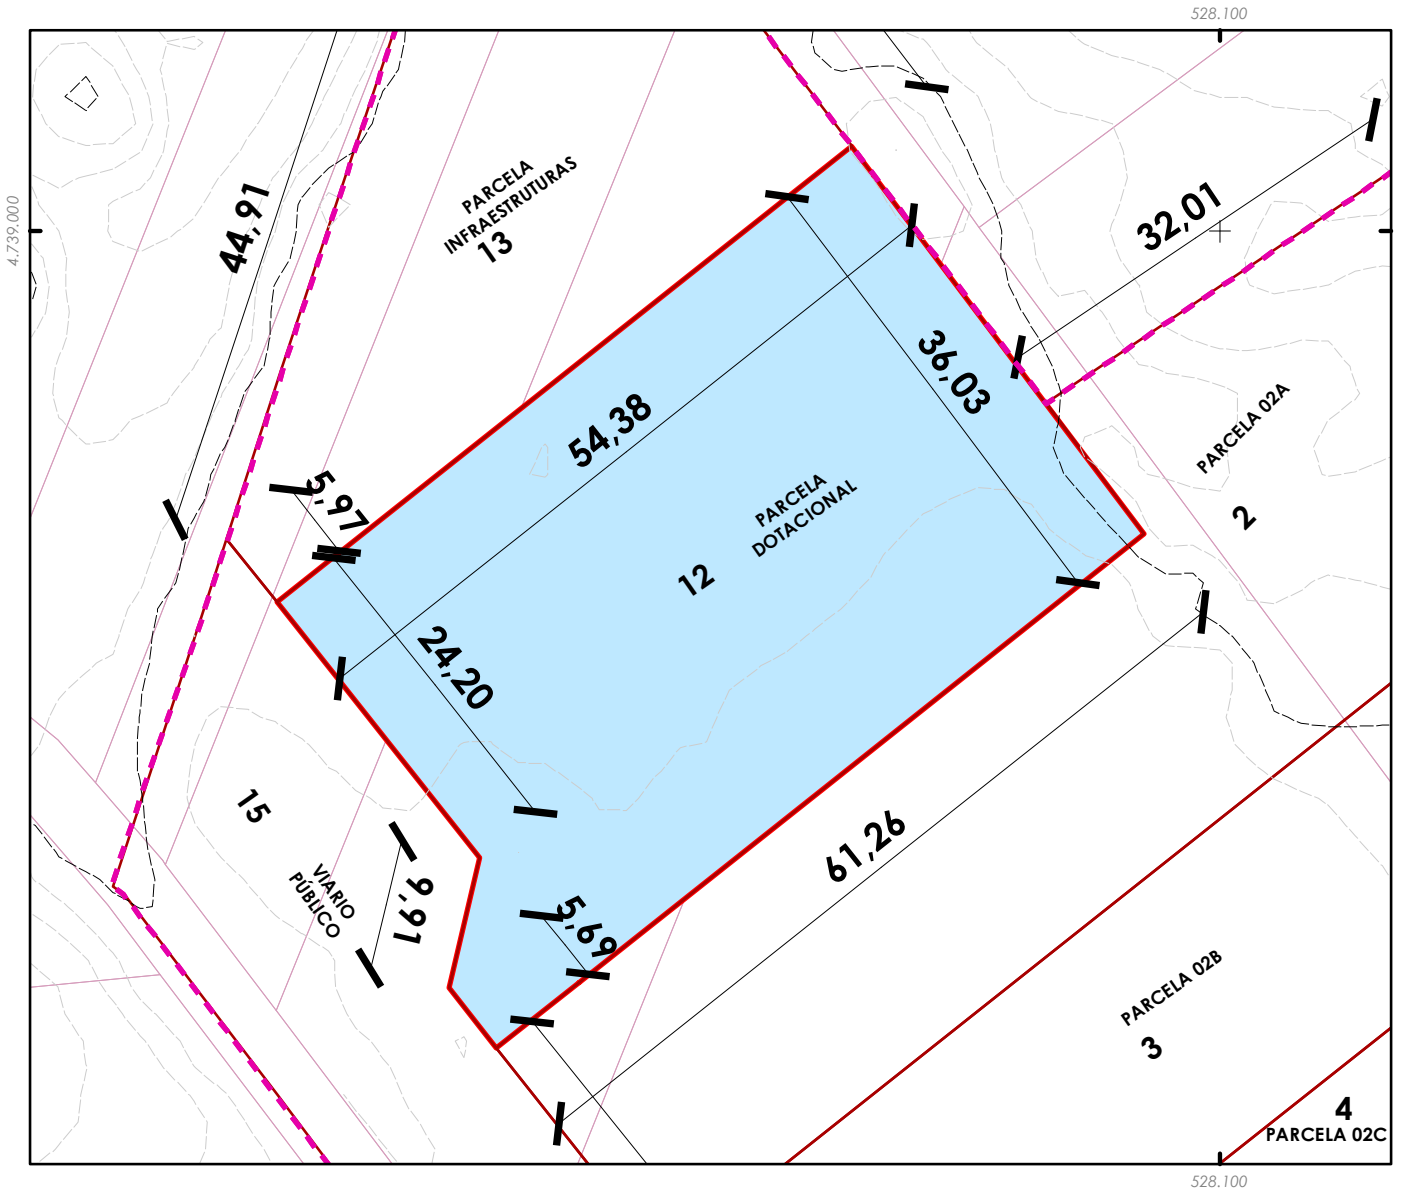 528.100
4.739.000
44,91
PARCELA
INFRAESTRUTURAS
13
32,01
36,03
54,38
5,97
PARCELA 02A
2
PARCELA
DOTACIONAL
12
24,20
15
VIARIO
PÚBLICO
9,91
61,26
5,69
PARCELA 02B
3
4
PARCELA 02C
528.100